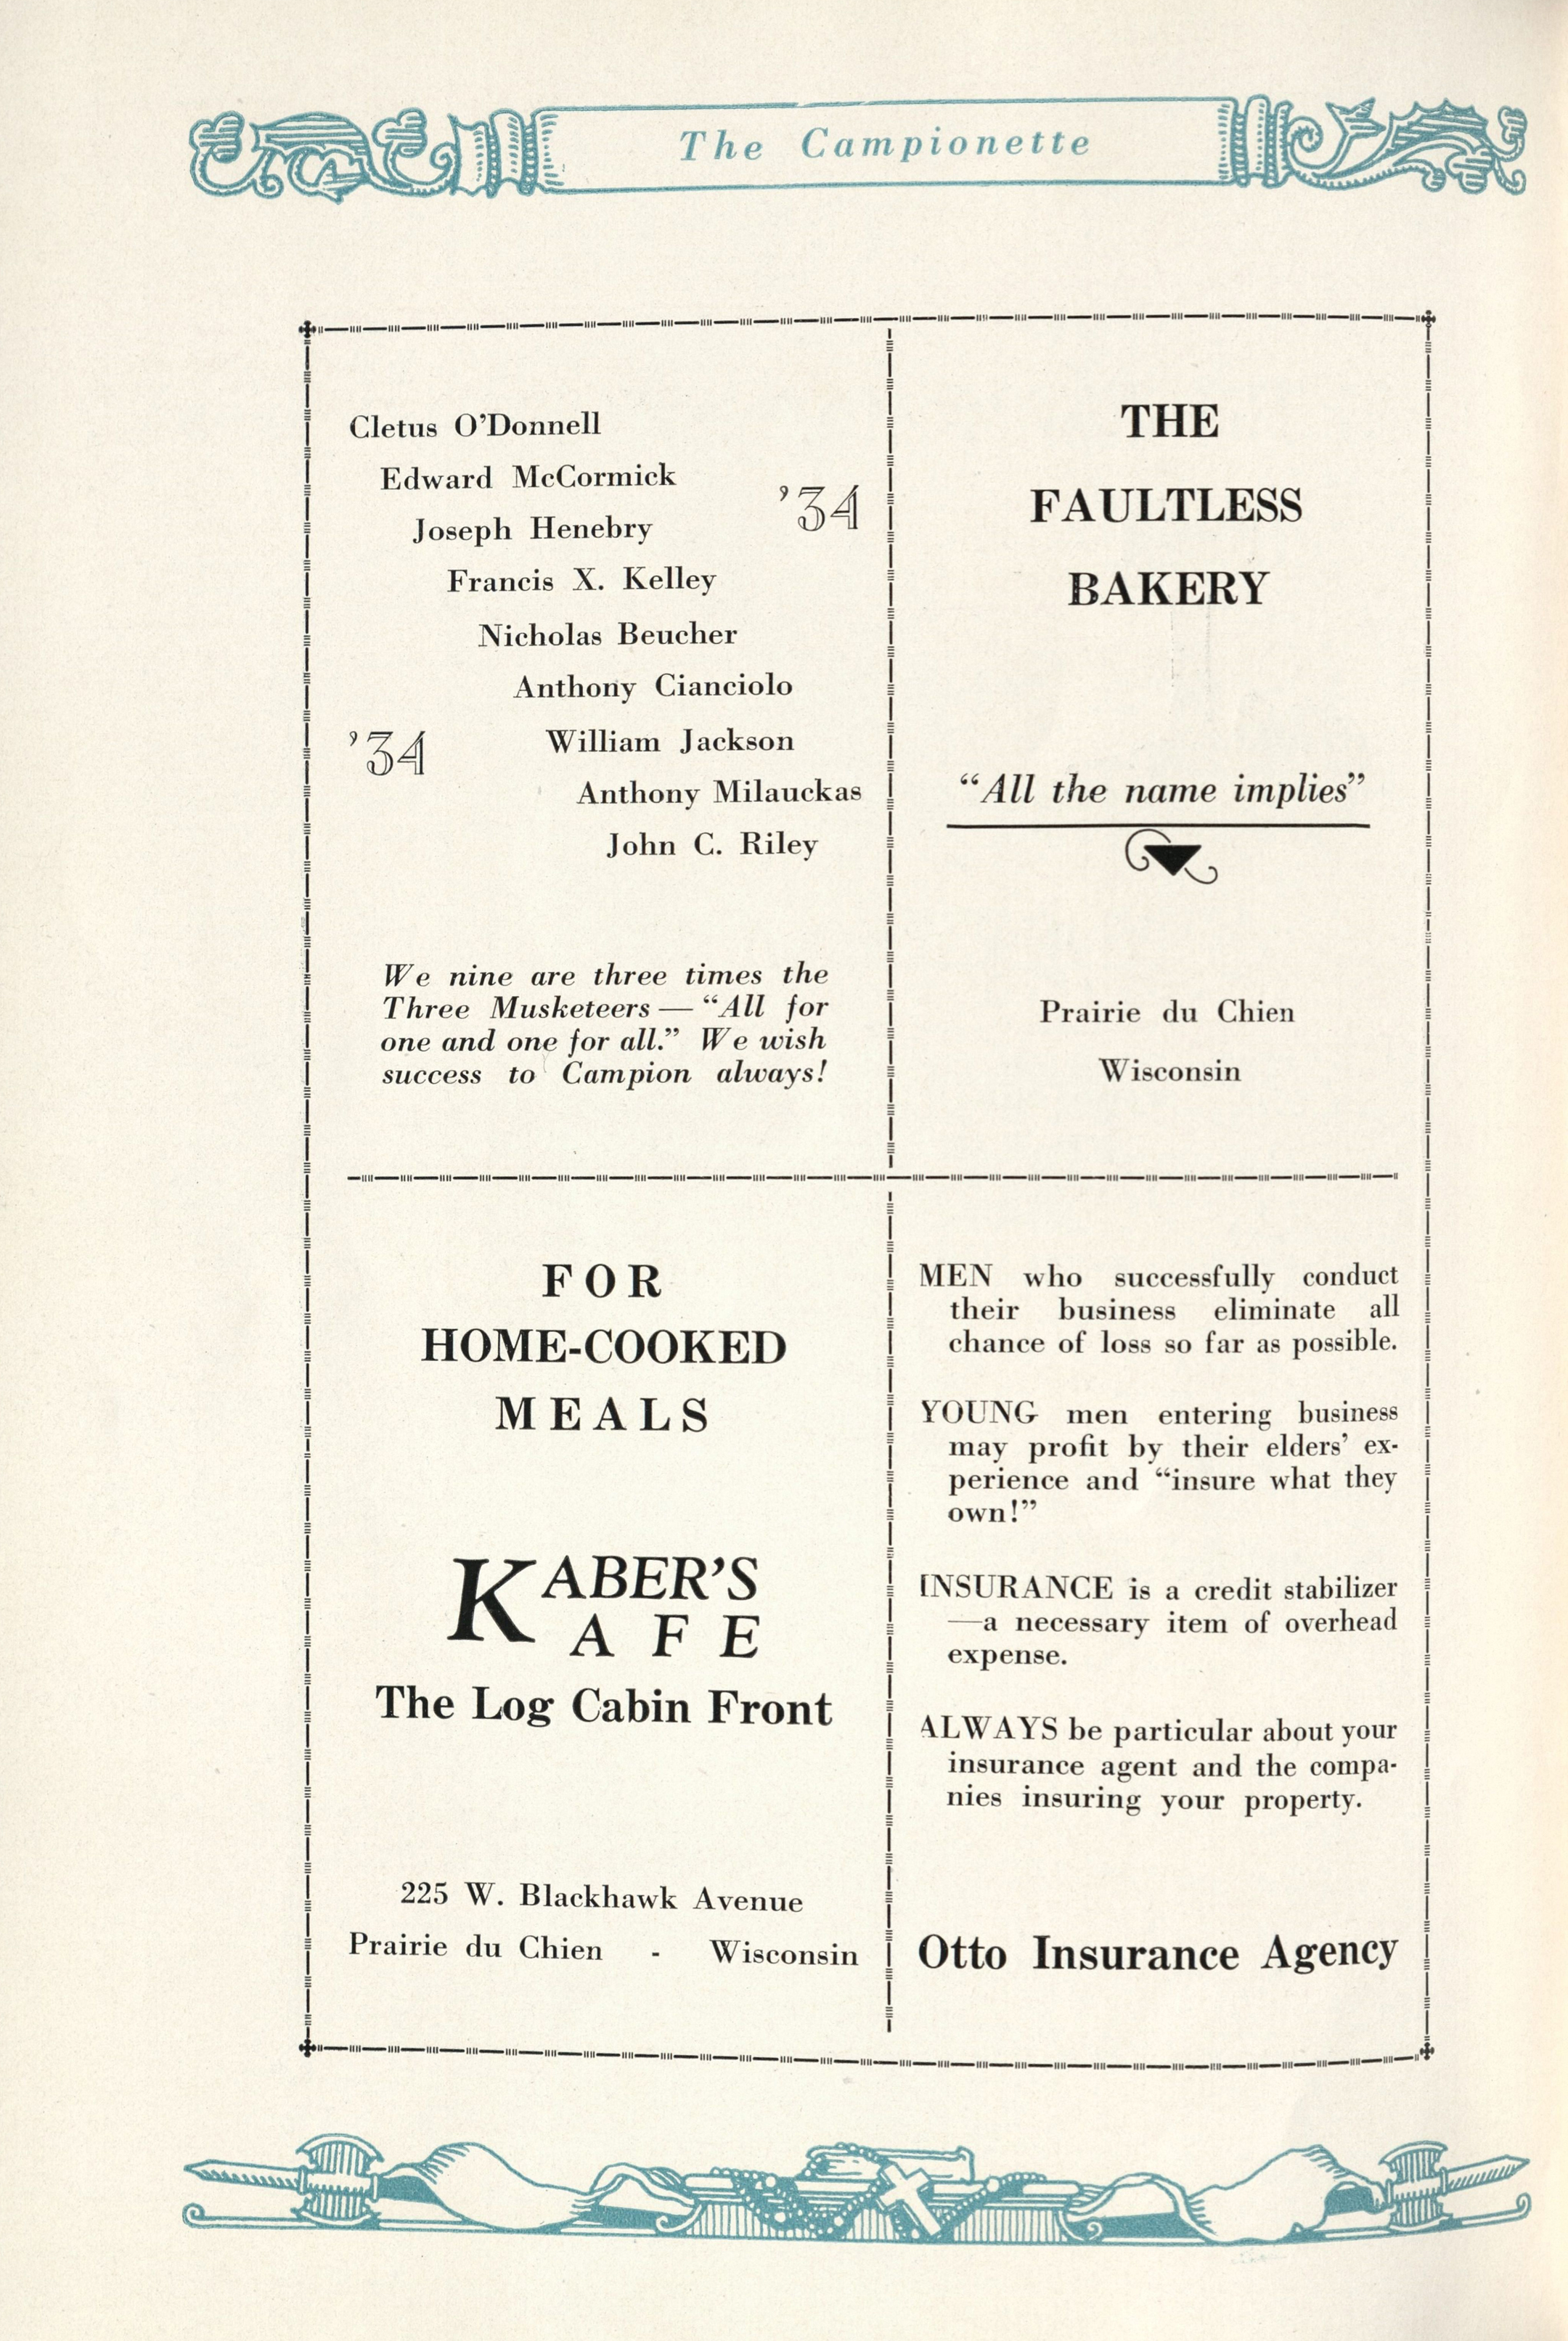 The Campionette
Cletus O'Donnell
Edward McCormick
'34
Joseph Henebry
Francis X. Kelley
Nicholas Beucher
Anthony Cianciolo
'34
William Jackson
Anthony Milauckas
John C. Riley
We nine are three times the
Three Musketeers — “All for
one and one for all.” We wish
success to Campion always!
THE
FAULTLESS
BAKERY
“All the name implies”
Prairie du Chien
Wisconsin
FOR
HOME-COOKED
MEALS
KABER'S
KAFE
The Log Cabin Front
225 W. Blackhawk Avenue
Prairie du Chien - Wisconsin
MEN who successfully conduct
their business eliminate all
chance of loss so far as possible.
YOUNG men entering business
may profit by their elders' ex-
perience and “insure what they
own!”
INSURANCE is a credit stabilizer
—a necessary item of overhead
expense.
ALWAYS be particular about your
insurance agent and the compa-
nies insuring your property.
Otto Insurance Agency